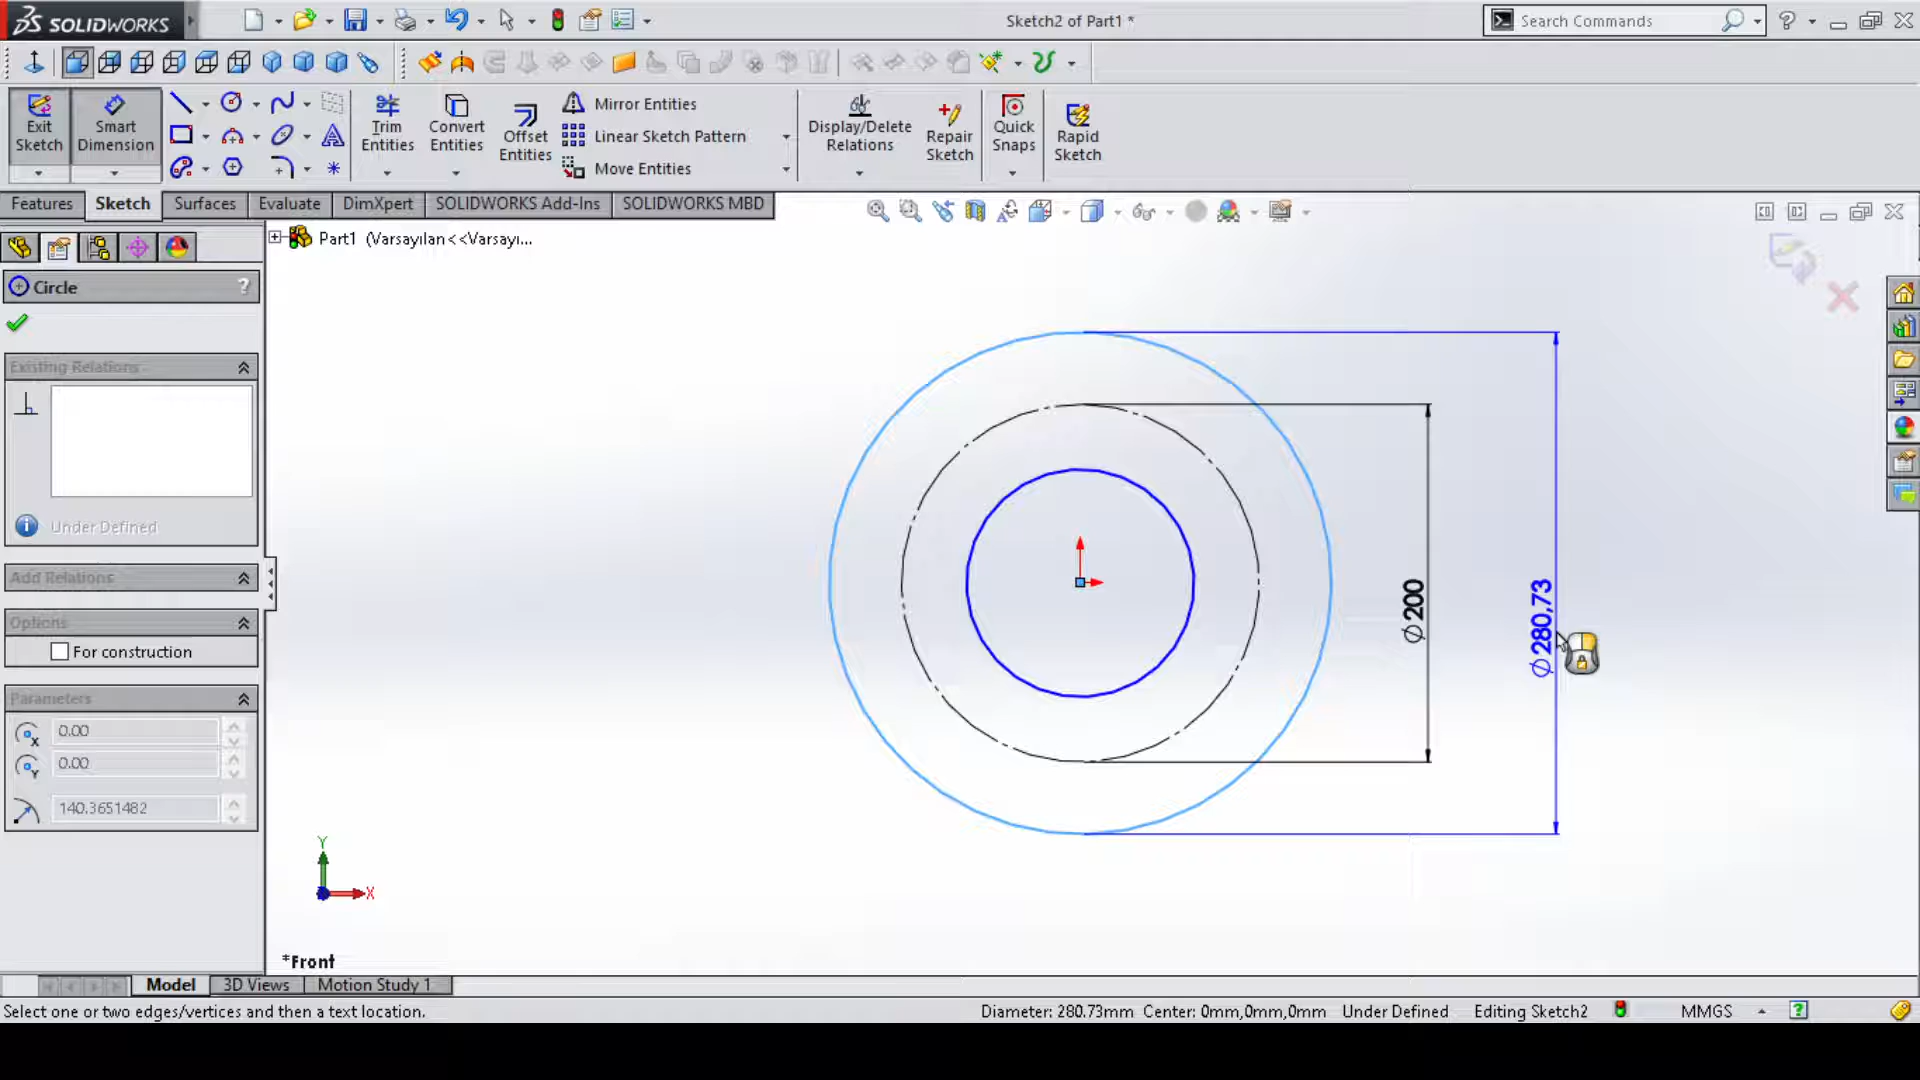 SOLIDWORKS
Sketch2 of Part1 *
Search Commands
Exit Sketch
Smart Dimension
Trim Entities
Convert Entities
Offset Entities
Mirror Entities
Linear Sketch Pattern
Move Entities
Display/Delete Relations
Repair Sketch
Quick Snaps
Rapid Sketch
Features
Sketch
Surfaces
Evaluate
DimXpert
SOLIDWORKS Add-Ins
SOLIDWORKS MBD
Part1 (Varsayılan<<Varsayı...
Circle
?
Existing Relations
Under Defined
Add Relations
Options
For construction
Parameters
0.00
0.00
140.3651482
∅200
∅280,73
Y
X
*Front
Model
3D Views
Motion Study 1
Select one or two edges/vertices and then a text location.
Diameter: 280.73mm Center: 0mm,0mm,0mm
Under Defined
Editing Sketch2
MMGS
?